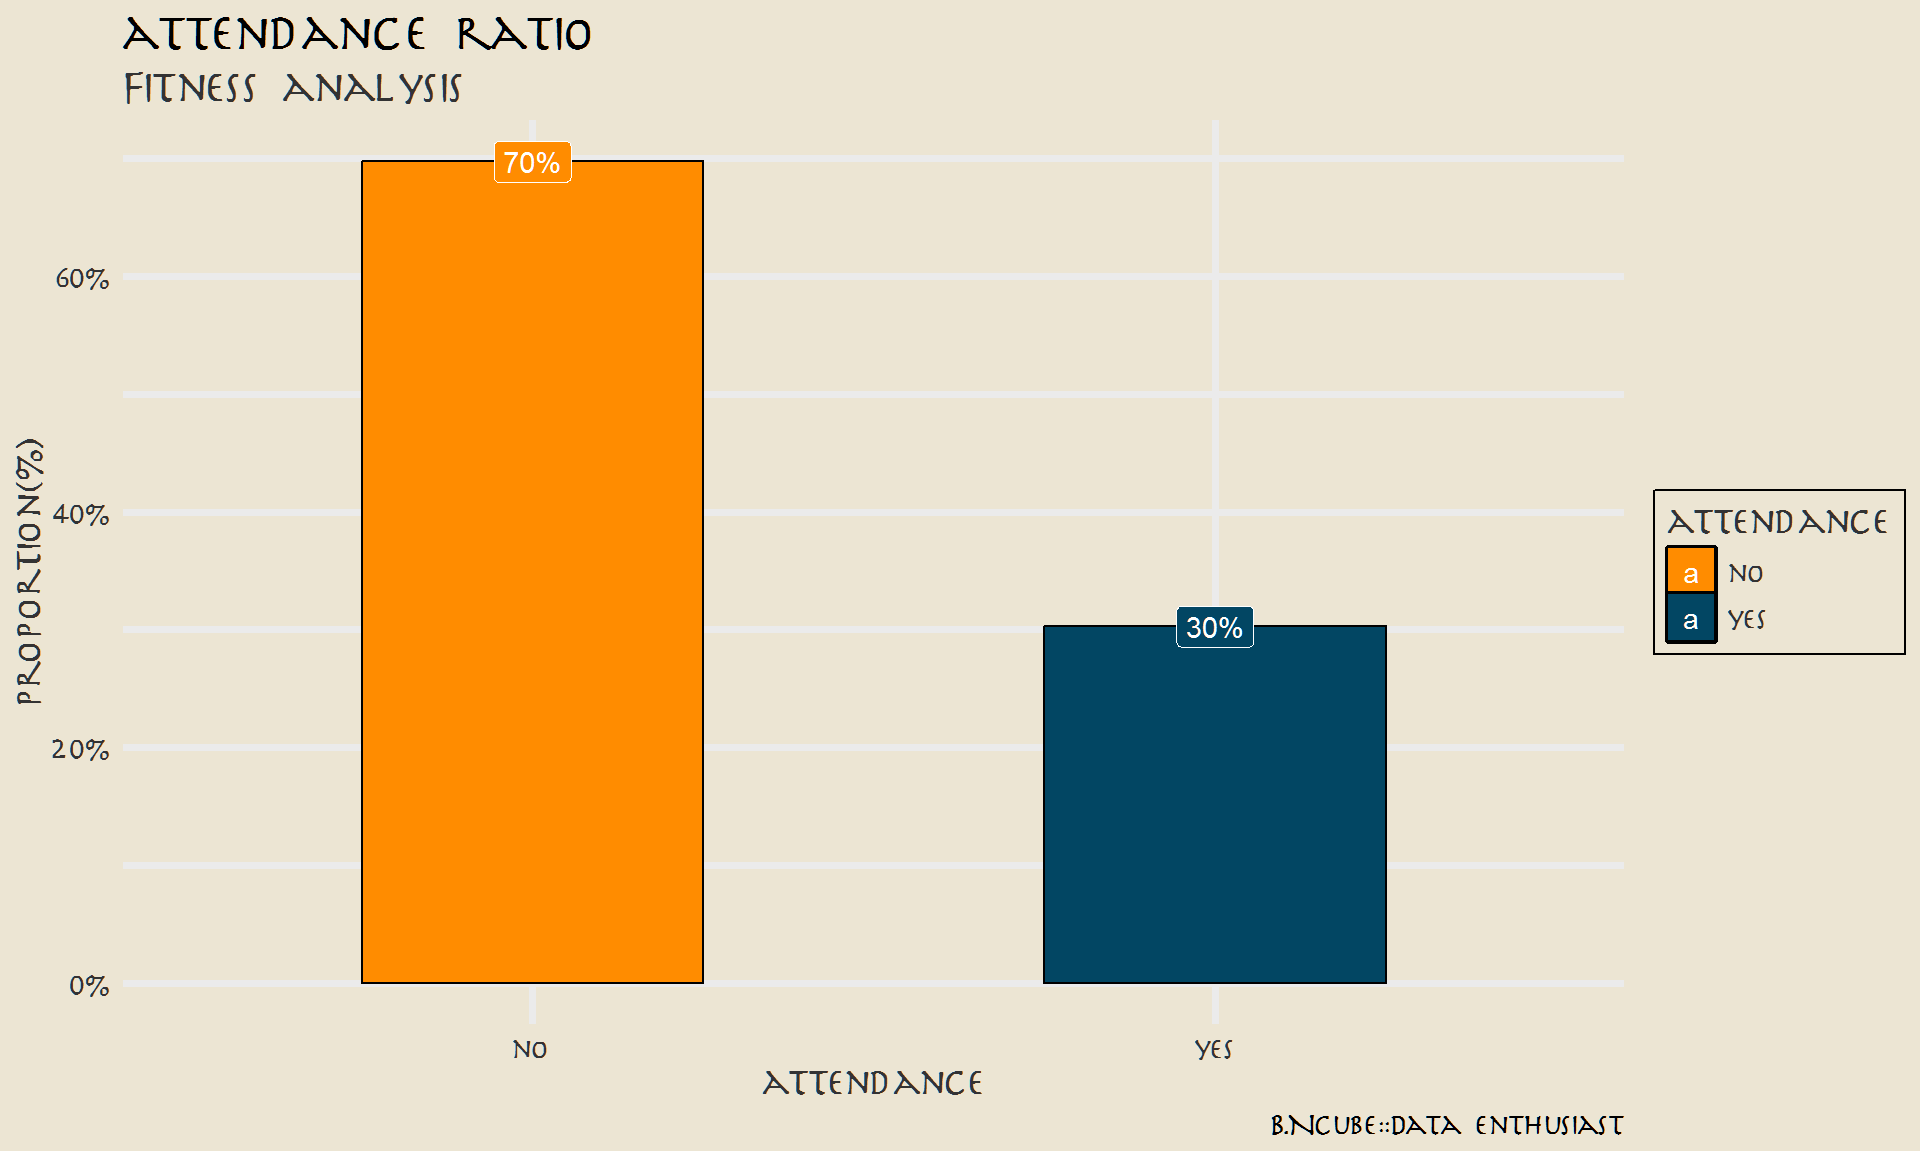 ATTENDANCE RATIO
FITNESS ANALYSIS
PROPORTION(%)
60%
40%
20%
0%
70%
30%
NO
YES
ATTENDANCE
ATTENDANCE
a NO
a YES
B.NCUBE::DATA ENTHUSIAST